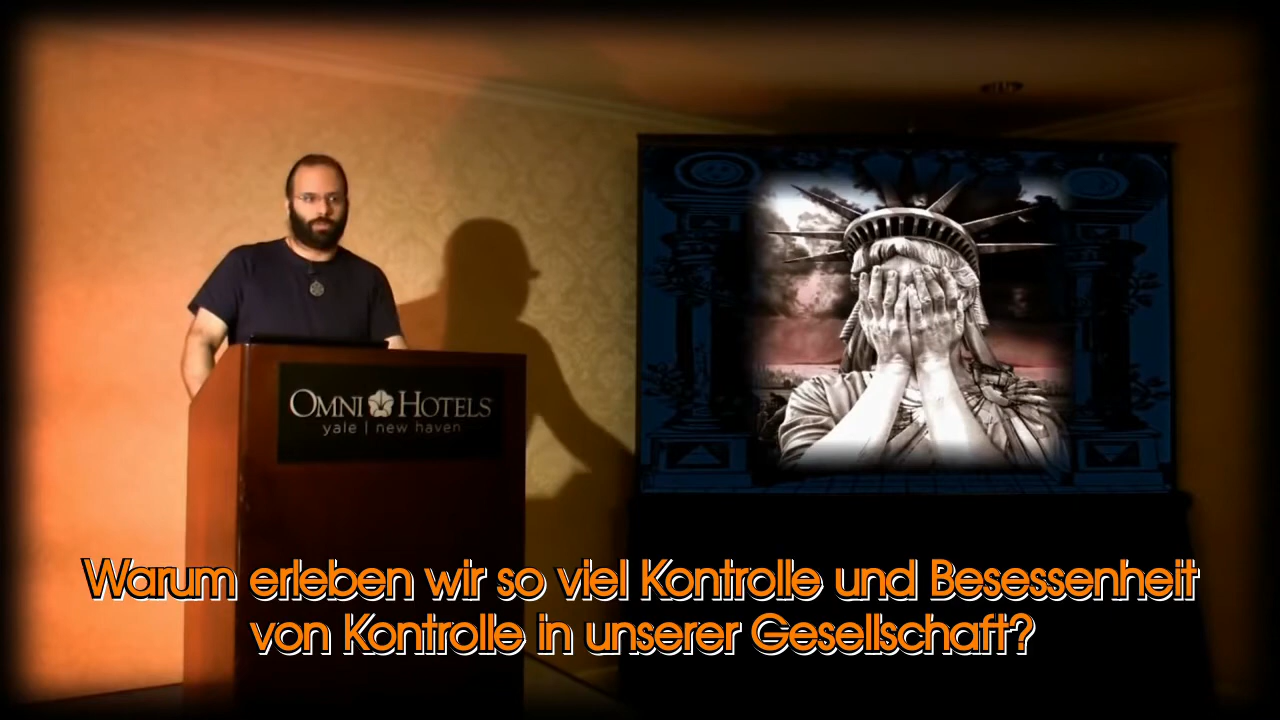 OMNI HOTELS
yale | new haven
Warum erleben wir so viel Kontrolle und Besessenheit
von Kontrolle in unserer Gesellschaft?